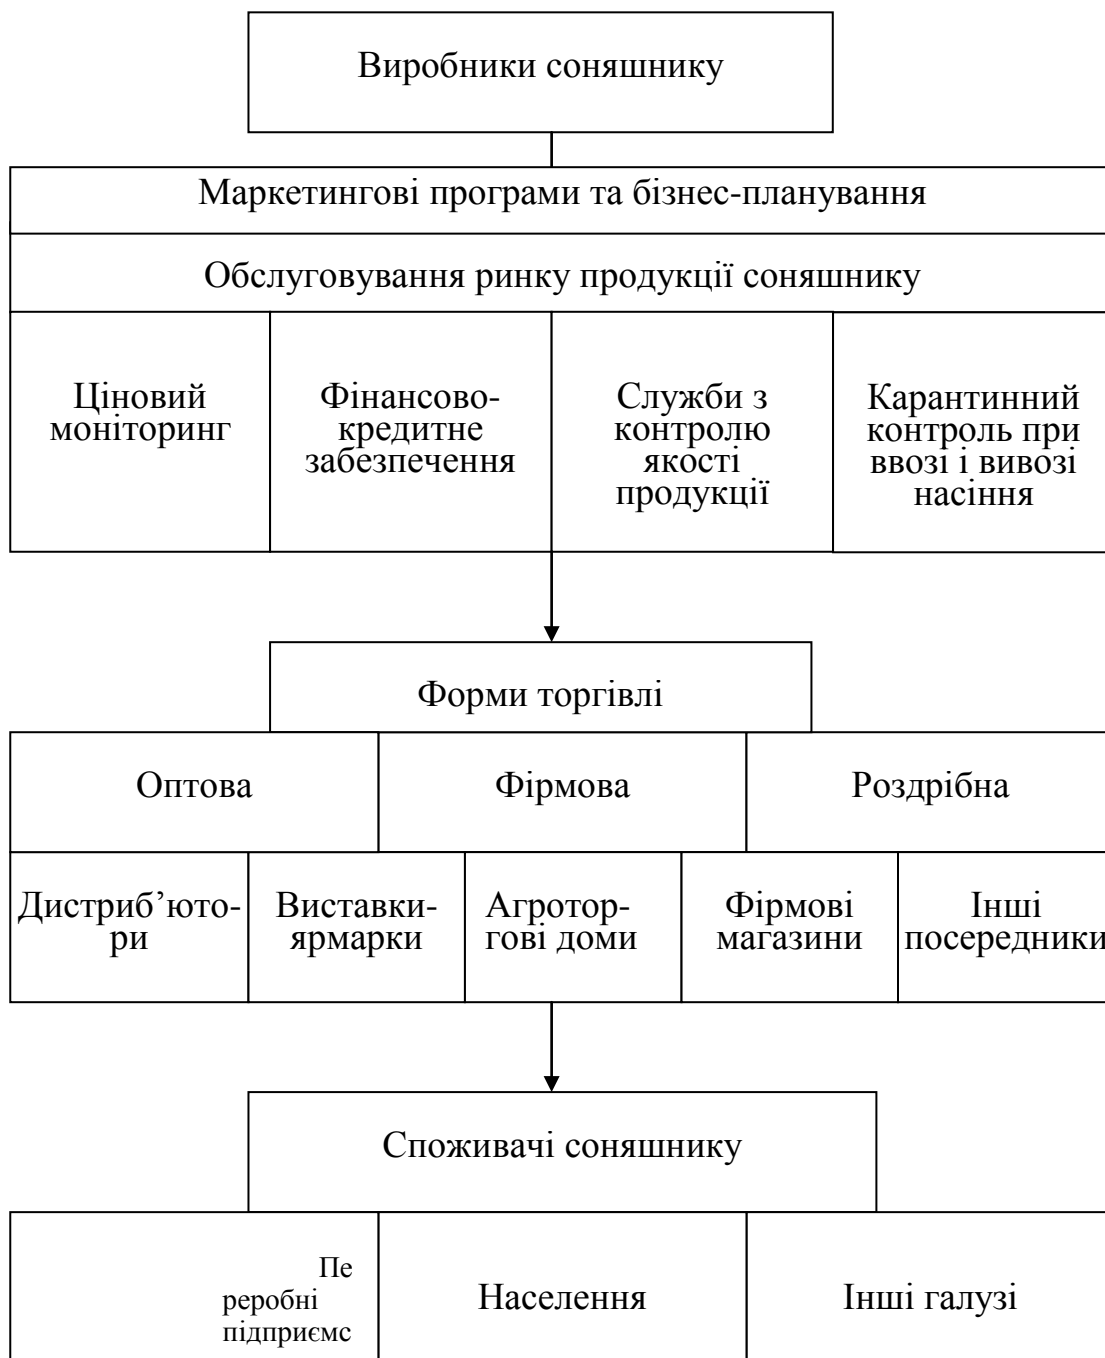 Виробники соняшнику
Маркетингові програми та бізнес-планування
Обслуговування ринку продукції соняшнику
Ціновий
моніторинг
Фінансово-
кредитне
забезпечення
Служби з
контролю
якості
продукції
Карантинний
контроль при
ввозі і вивозі
насіння
Форми торгівлі
Оптова
Фірмова
Роздрібна
Дистриб’юто-
ри
Виставки-
ярмарки
Агротор-
гові доми
Фірмові
магазини
Інші
посередники
Споживачі соняшнику
Пе
реробні
підприємс
Населення
Інші галузі